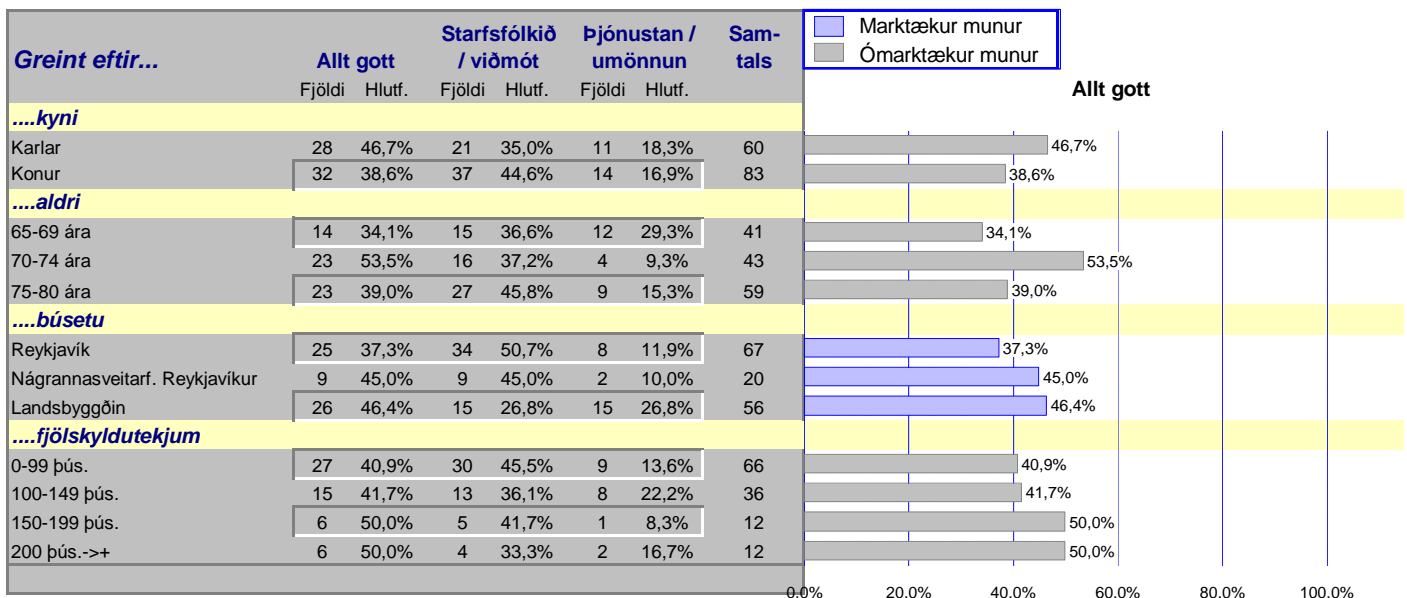 Greint eftir... Allt gott Starfsfólkið / viðmót Þjónustan / umönnun Sam- tals
Fjöldi Hlutf. Fjöldi Hlutf. Fjöldi Hlutf.
....kyni
Karlar 28 46,7% 21 35,0% 11 18,3% 60
Konur 32 38,6% 37 44,6% 14 16,9% 83
....aldri
65-69 ára 14 34,1% 15 36,6% 12 29,3% 41
70-74 ára 23 53,5% 16 37,2% 4 9,3% 43
75-80 ára 23 39,0% 27 45,8% 9 15,3% 59
....búsetu
Reykjavík 25 37,3% 34 50,7% 8 11,9% 67
Nágrannasveitarf. Reykjavíkur 9 45,0% 9 45,0% 2 10,0% 20
Landsbyggðin 26 46,4% 15 26,8% 15 26,8% 56
....fjölskyldutekjum
0-99 þús. 27 40,9% 30 45,5% 9 13,6% 66
100-149 þús. 15 41,7% 13 36,1% 8 22,2% 36
150-199 þús. 6 50,0% 5 41,7% 1 8,3% 12
200 þús.->+ 6 50,0% 4 33,3% 2 16,7% 12
Marktækur munur
Ómarktækur munur
Allt gott
46,7%
38,6%
34,1%
53,5%
39,0%
37,3%
45,0%
46,4%
40,9%
41,7%
50,0%
50,0%
0,0% 20,0% 40,0% 60,0% 80,0% 100,0%